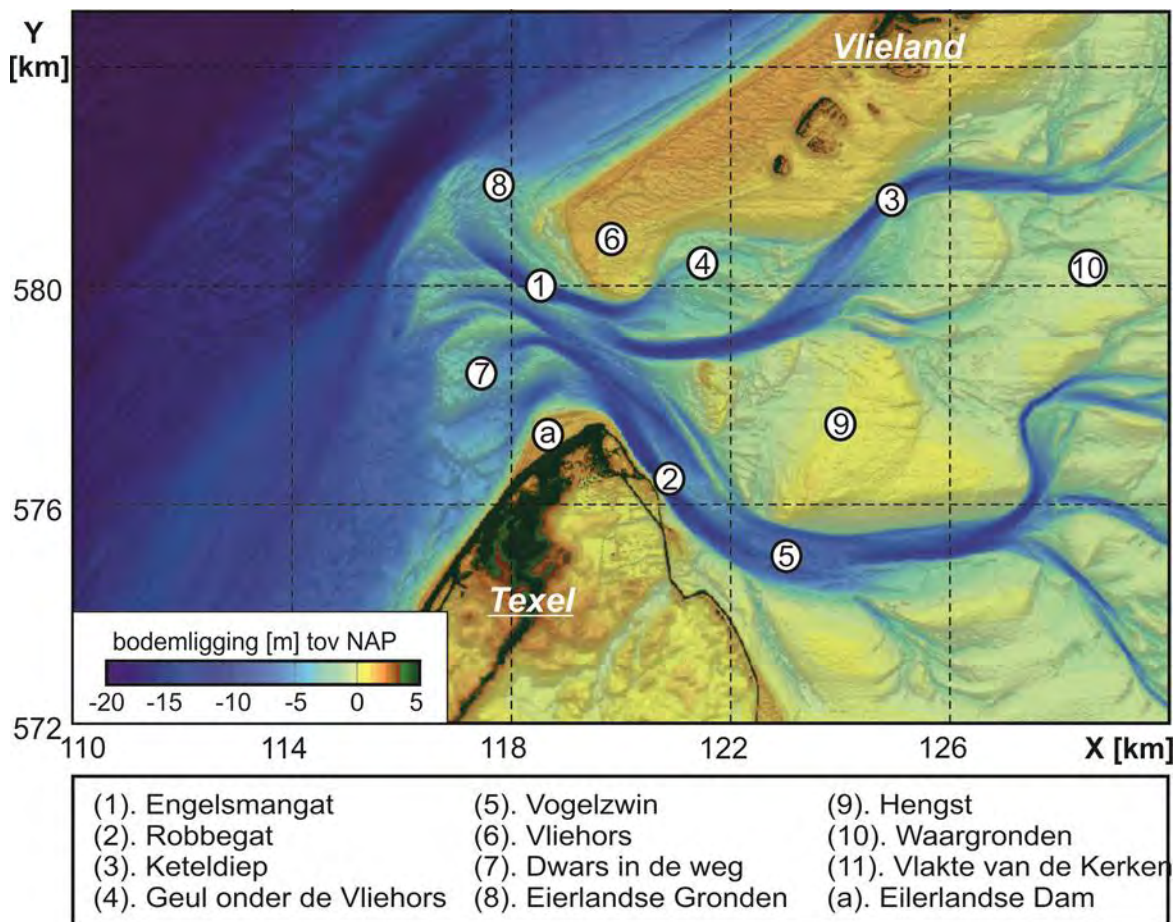 Y
[km]
Vlieland
8
3
6
4
10
1
580
7
9
a
2
576
5
Texel
bodemligging [m] tov NAP
-20 -15 -10 -5 0 5
572
110 114 118 122 126 X [km]
(1). Engelsmangat (5). Vogelzwin (9). Hengst
(2). Robbegat (6). Vliehors (10). Waargronden
(3). Keteldiep (7). Dwars in de weg (11). Vlakte van de Kerken
(4). Geul onder de Vliehors (8). Eierlandse Gronden (a). Eilerlandse Dam